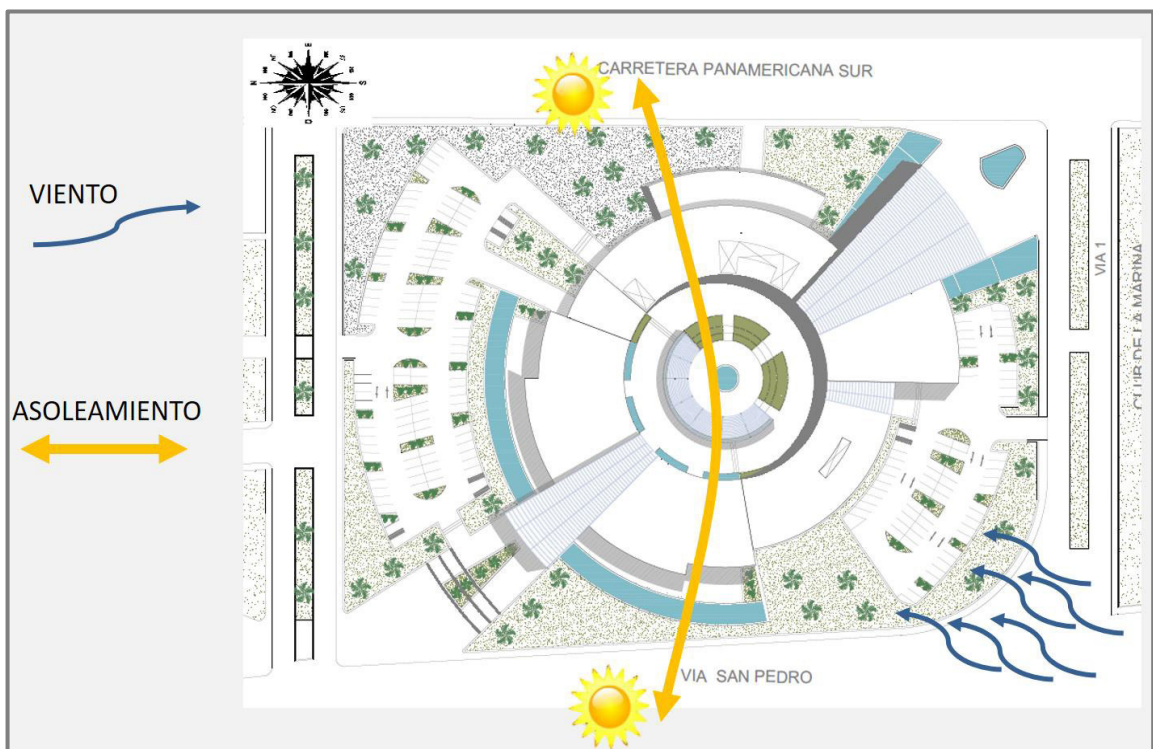 CARRETERA PANAMERICANA SUR
E
N
S
O
VIENTO
VIA 1
CLUB DE LA MARINA
ASOLEAMIENTO
VIA SAN PEDRO